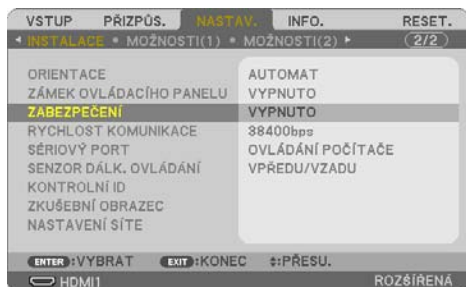 VSTUP PŘIZPŮS. NASTAV. INFO. RESET.
INSTALACE • MOŽNOSTI(1) • MOŽNOSTI(2) (2/2)
ORIENTACE AUTOMAT
ZÁMEK OVLÁDACÍHO PANELU VYPNUTO
ZABEZPEČENÍ VYPNUTO
RYCHLOST KOMUNIKACE 38400bps
SÉRIOVÝ PORT OVLÁDÁNÍ POČÍTAČE
SENZOR DÁLK. OVLÁDÁNÍ VPŘEDU/VZADU
KONTROLNÍ ID
ZKUŠEBNÍ OBRAZEC
NASTAVENÍ SÍTE
ENTER :VYBRAT EXIT :KONEC :PŘESU.
HDMI1 ROZŠÍŘENÁ